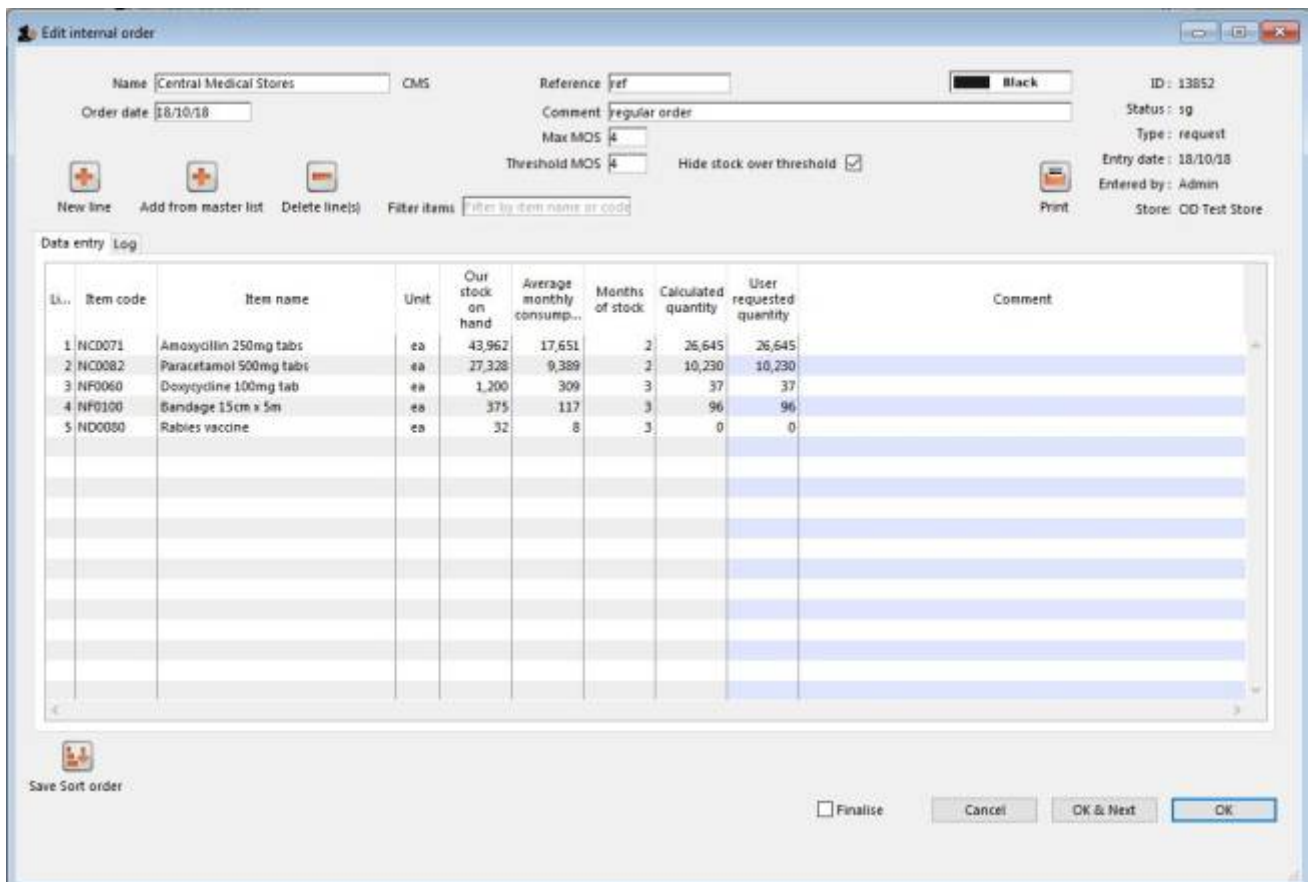 Edit internal order
Name Central Medical Stores CMS Reference ref Black ID : 13852
Order date 18/10/18 Comment regular order Status : sg
Max MOS 4 Type : request
Threshold MOS 4 Hide stock over threshold Entry date : 18/10/18
Entered by : Admin
New line Add from master list Delete line(s) Filter items Filter by item name or code Print Store: OD Test Store
Data entry Log
Li... Item code Item name Unit Our stock on hand Average monthly consump... Months of stock Calculated quantity User requested quantity Comment
1 NC0071 Amoxycillin 250mg tabs ea 43,962 17,651 2 26,645 26,645
2 NC0082 Paracetamol 500mg tabs ea 27,328 9,389 2 10,230 10,230
3 NF0060 Doxycycline 100mg tab ea 1,200 309 3 37 37
4 NF0100 Bandage 15cm x 5m ea 375 117 3 96 96
5 ND0080 Rabies vaccine ea 32 8 3 0 0
Save Sort order
Finalise Cancel OK & Next OK